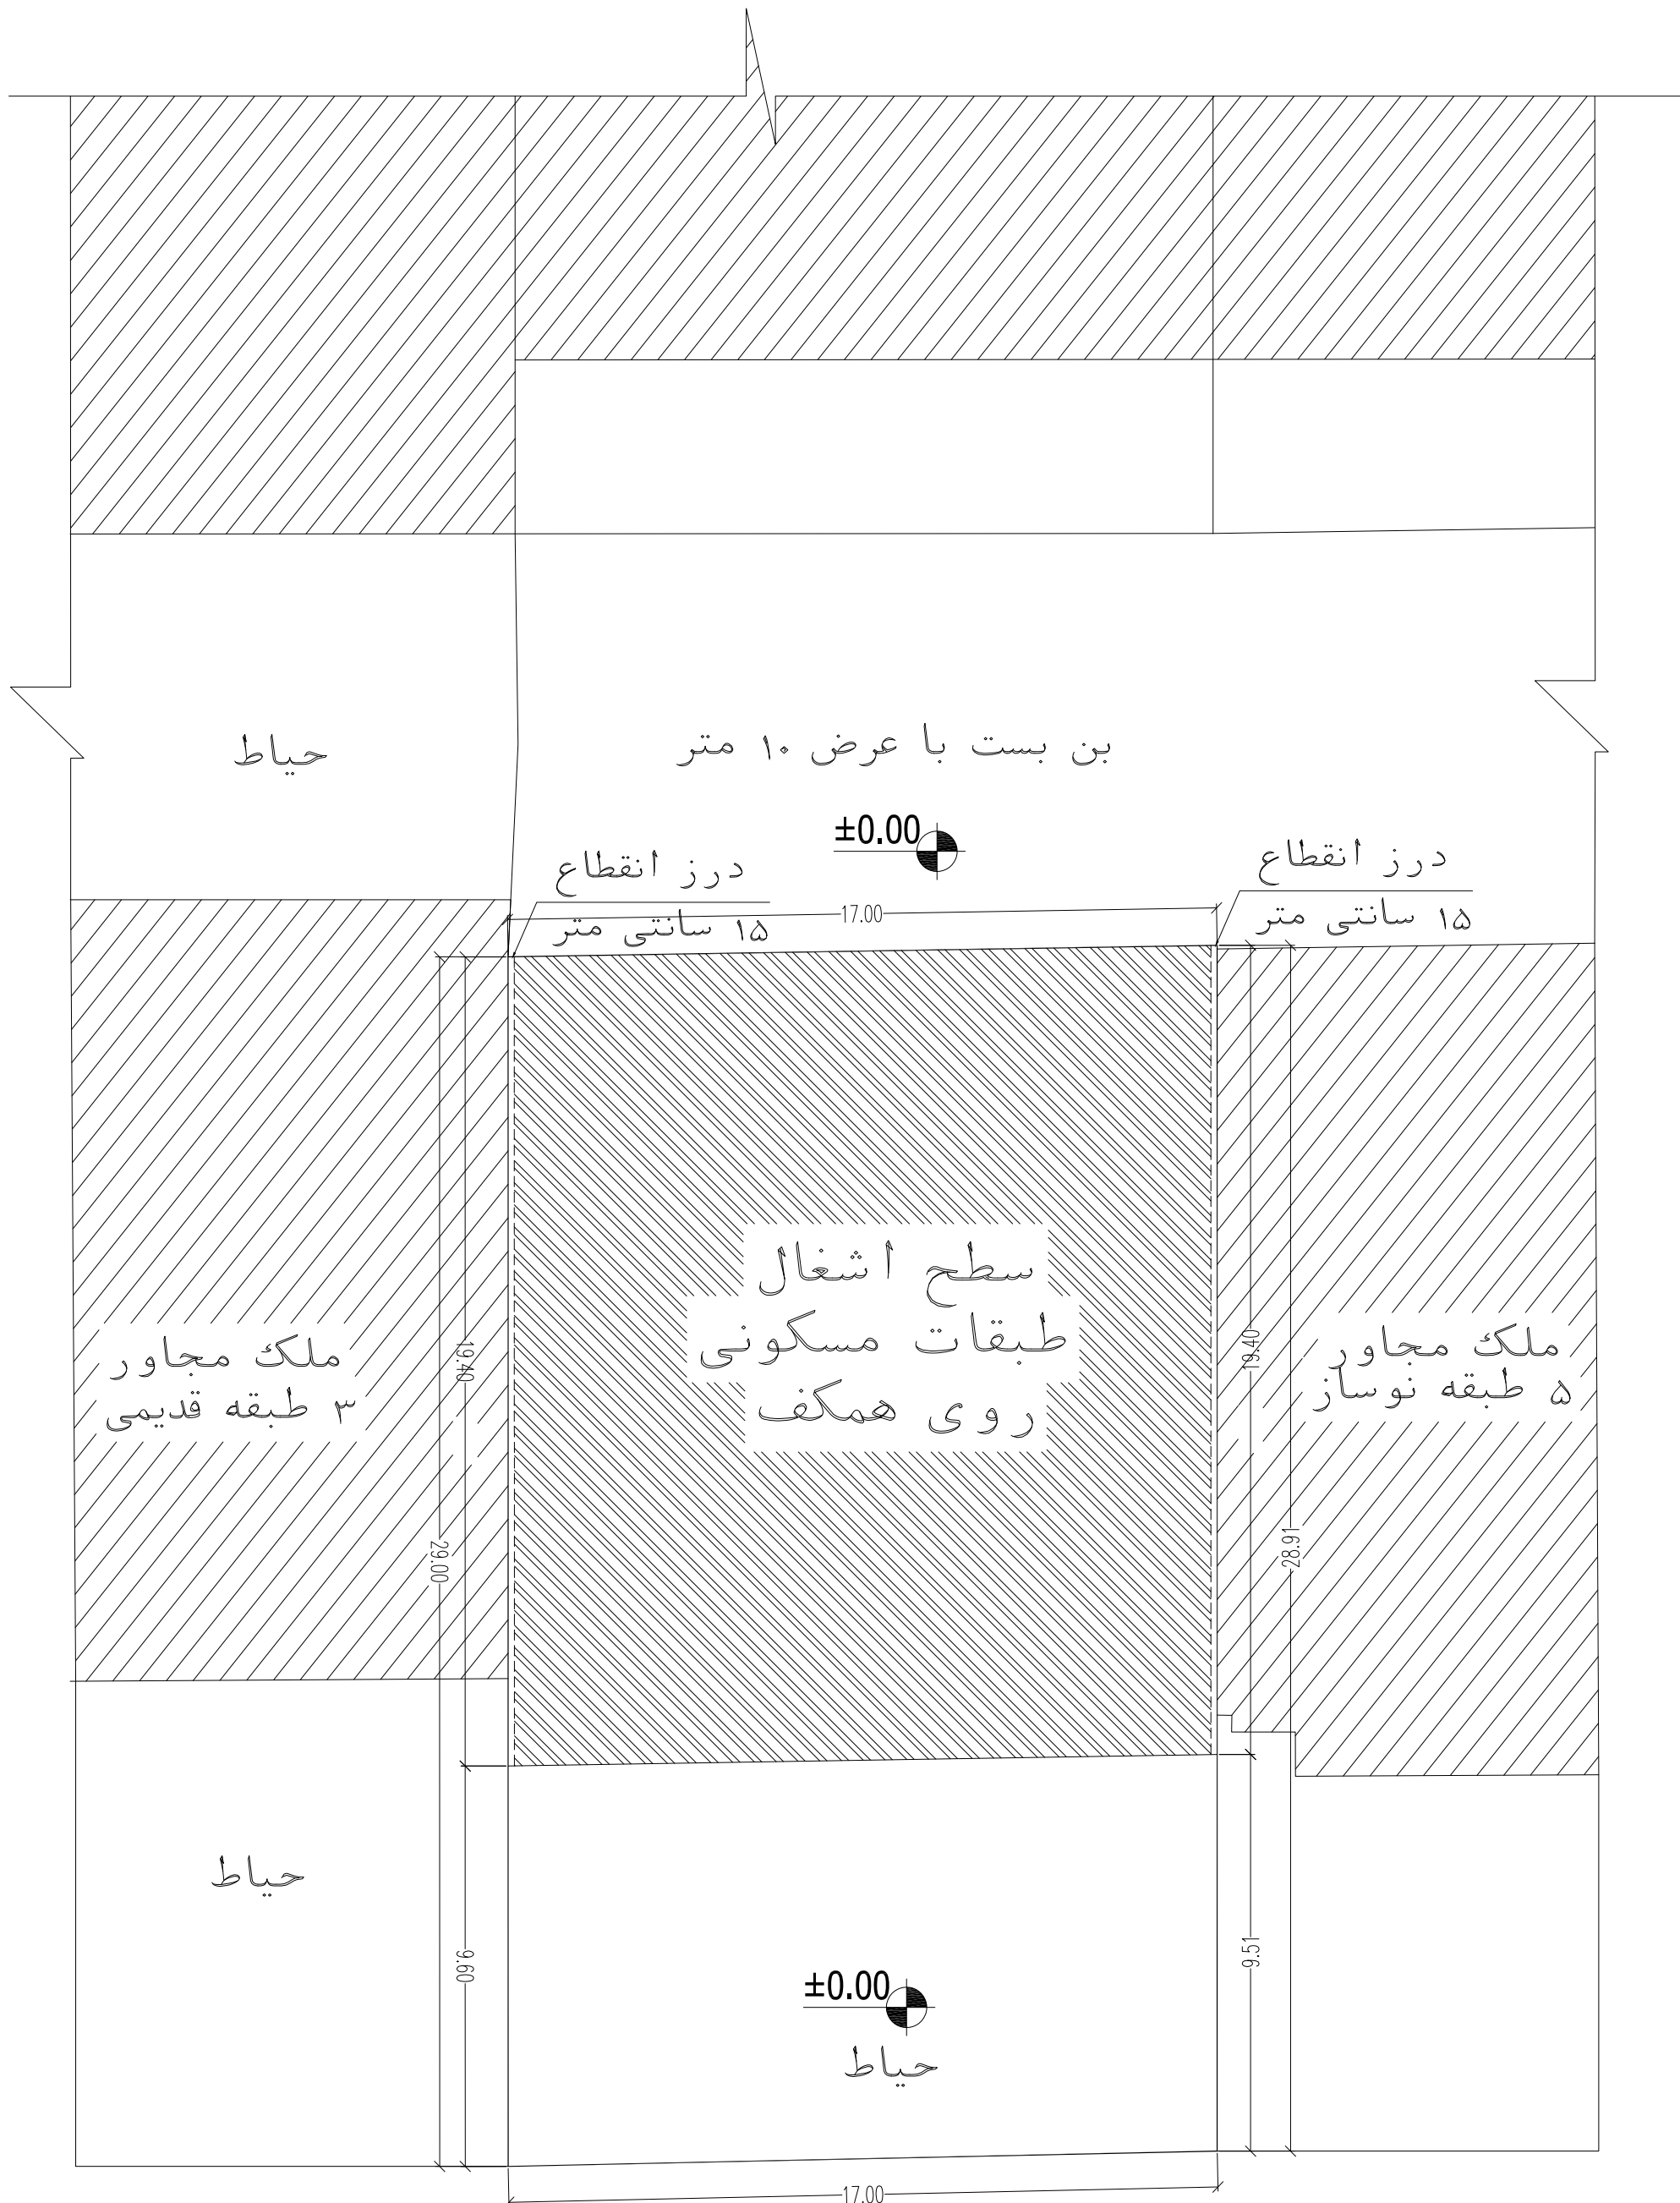 حیاط
بن بست با عرض ۱۰ متر
±0.00
درز انقطاع
۱۵ سانتی متر
درز انقطاع
۱۵ سانتی متر
17.00
سطح اشغال
طبقات مسکونی
روی همکف
ملک مجاور
۵ طبقه نوساز
ملک مجاور
۳ طبقه قدیمی
19.40
19.40
29.00
28.91
حیاط
9.60
9.51
±0.00
حیاط
17.00